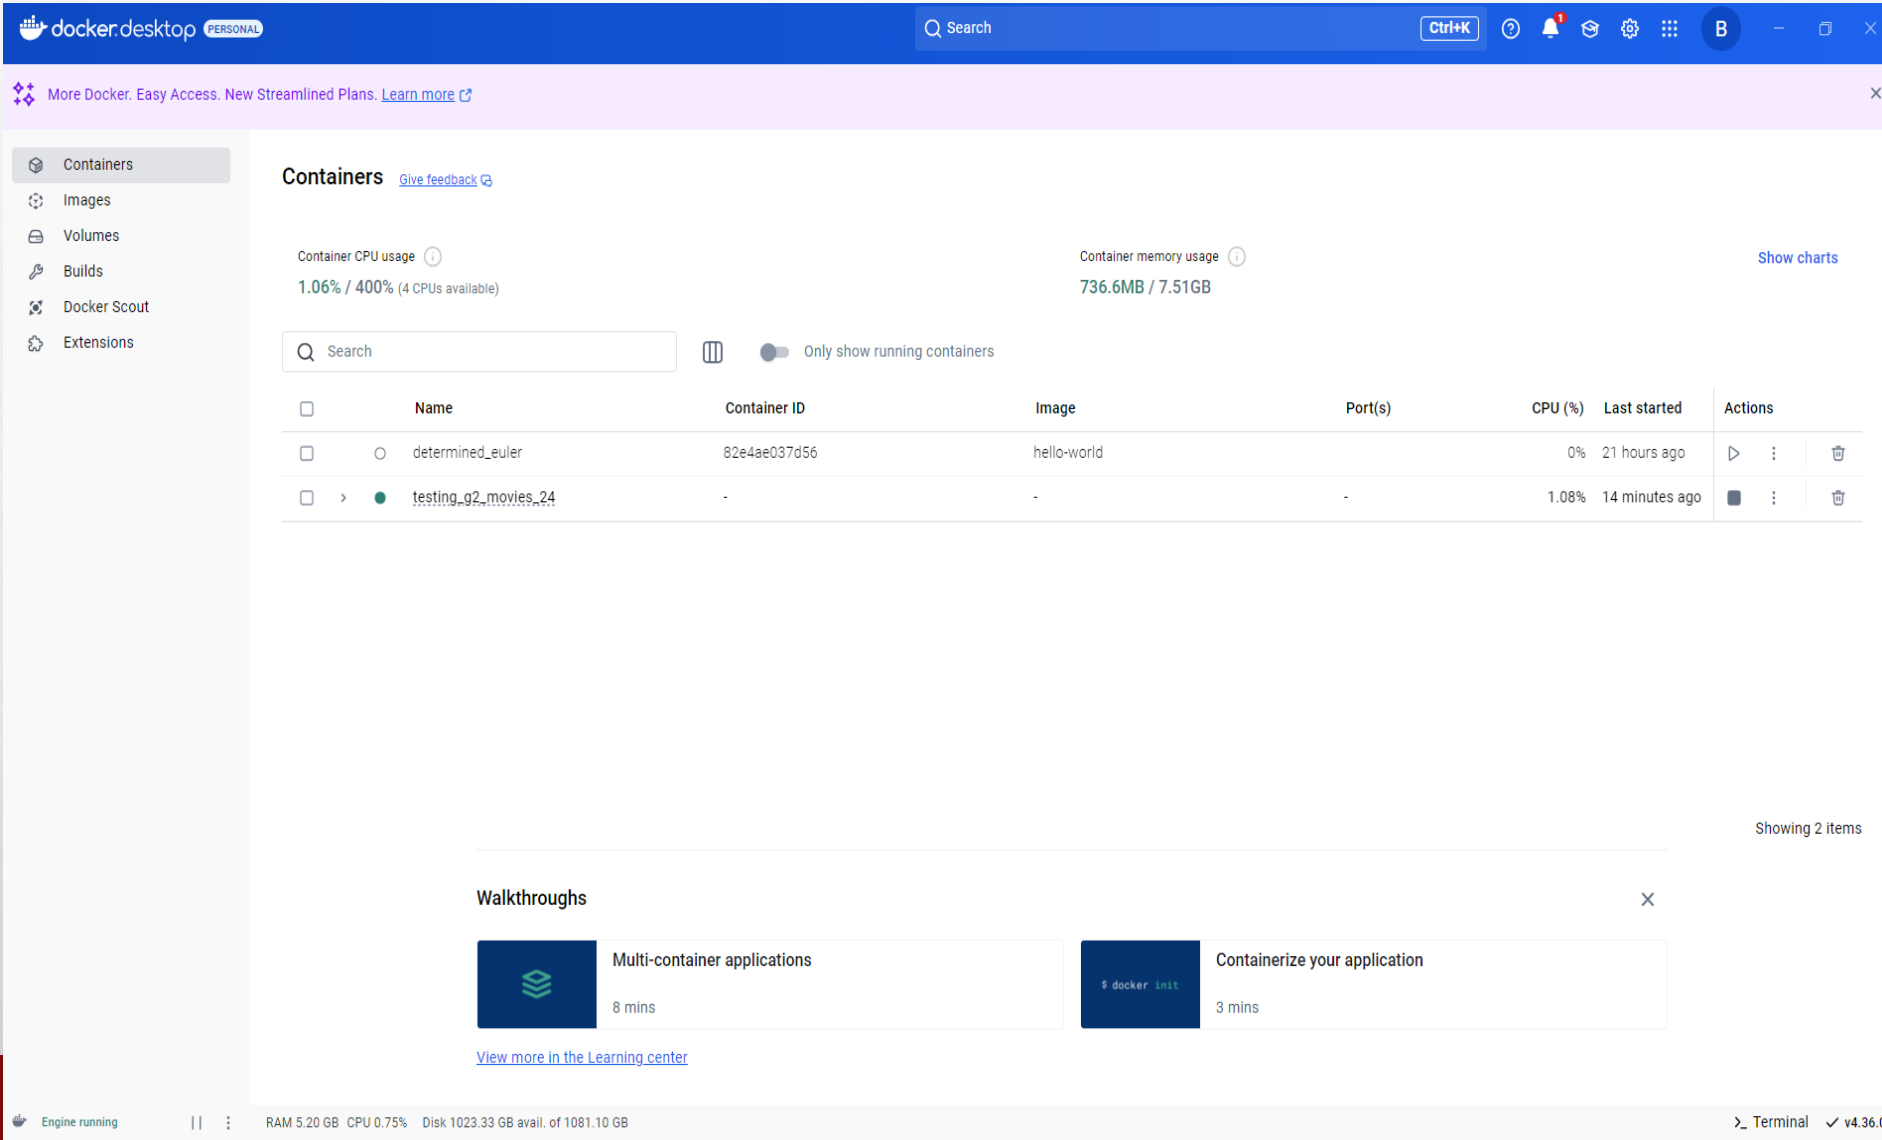 docker.desktop PERSONAL
Search
Ctrl+K
1
B
More Docker. Easy Access. New Streamlined Plans. Learn more
Containers
Images
Volumes
Builds
Docker Scout
Extensions
Containers Give feedback
Container CPU usage
1.06% / 400% (4 CPUs available)
Container memory usage
736.6MB / 7.51GB
Show charts
Search
Only show running containers
Name Container ID Image Port(s) CPU (%) Last started Actions
determined_euler 82e4ae037d56 hello-world 0% 21 hours ago
testing_g2_movies_24 - - - 1.08% 14 minutes ago
Showing 2 items
Walkthroughs
Multi-container applications
8 mins
$ docker init
Containerize your application
3 mins
View more in the Learning center
Engine running
RAM 5.20 GB CPU 0.75% Disk 1023.33 GB avail. of 1081.10 GB
>_ Terminal
v4.36.0